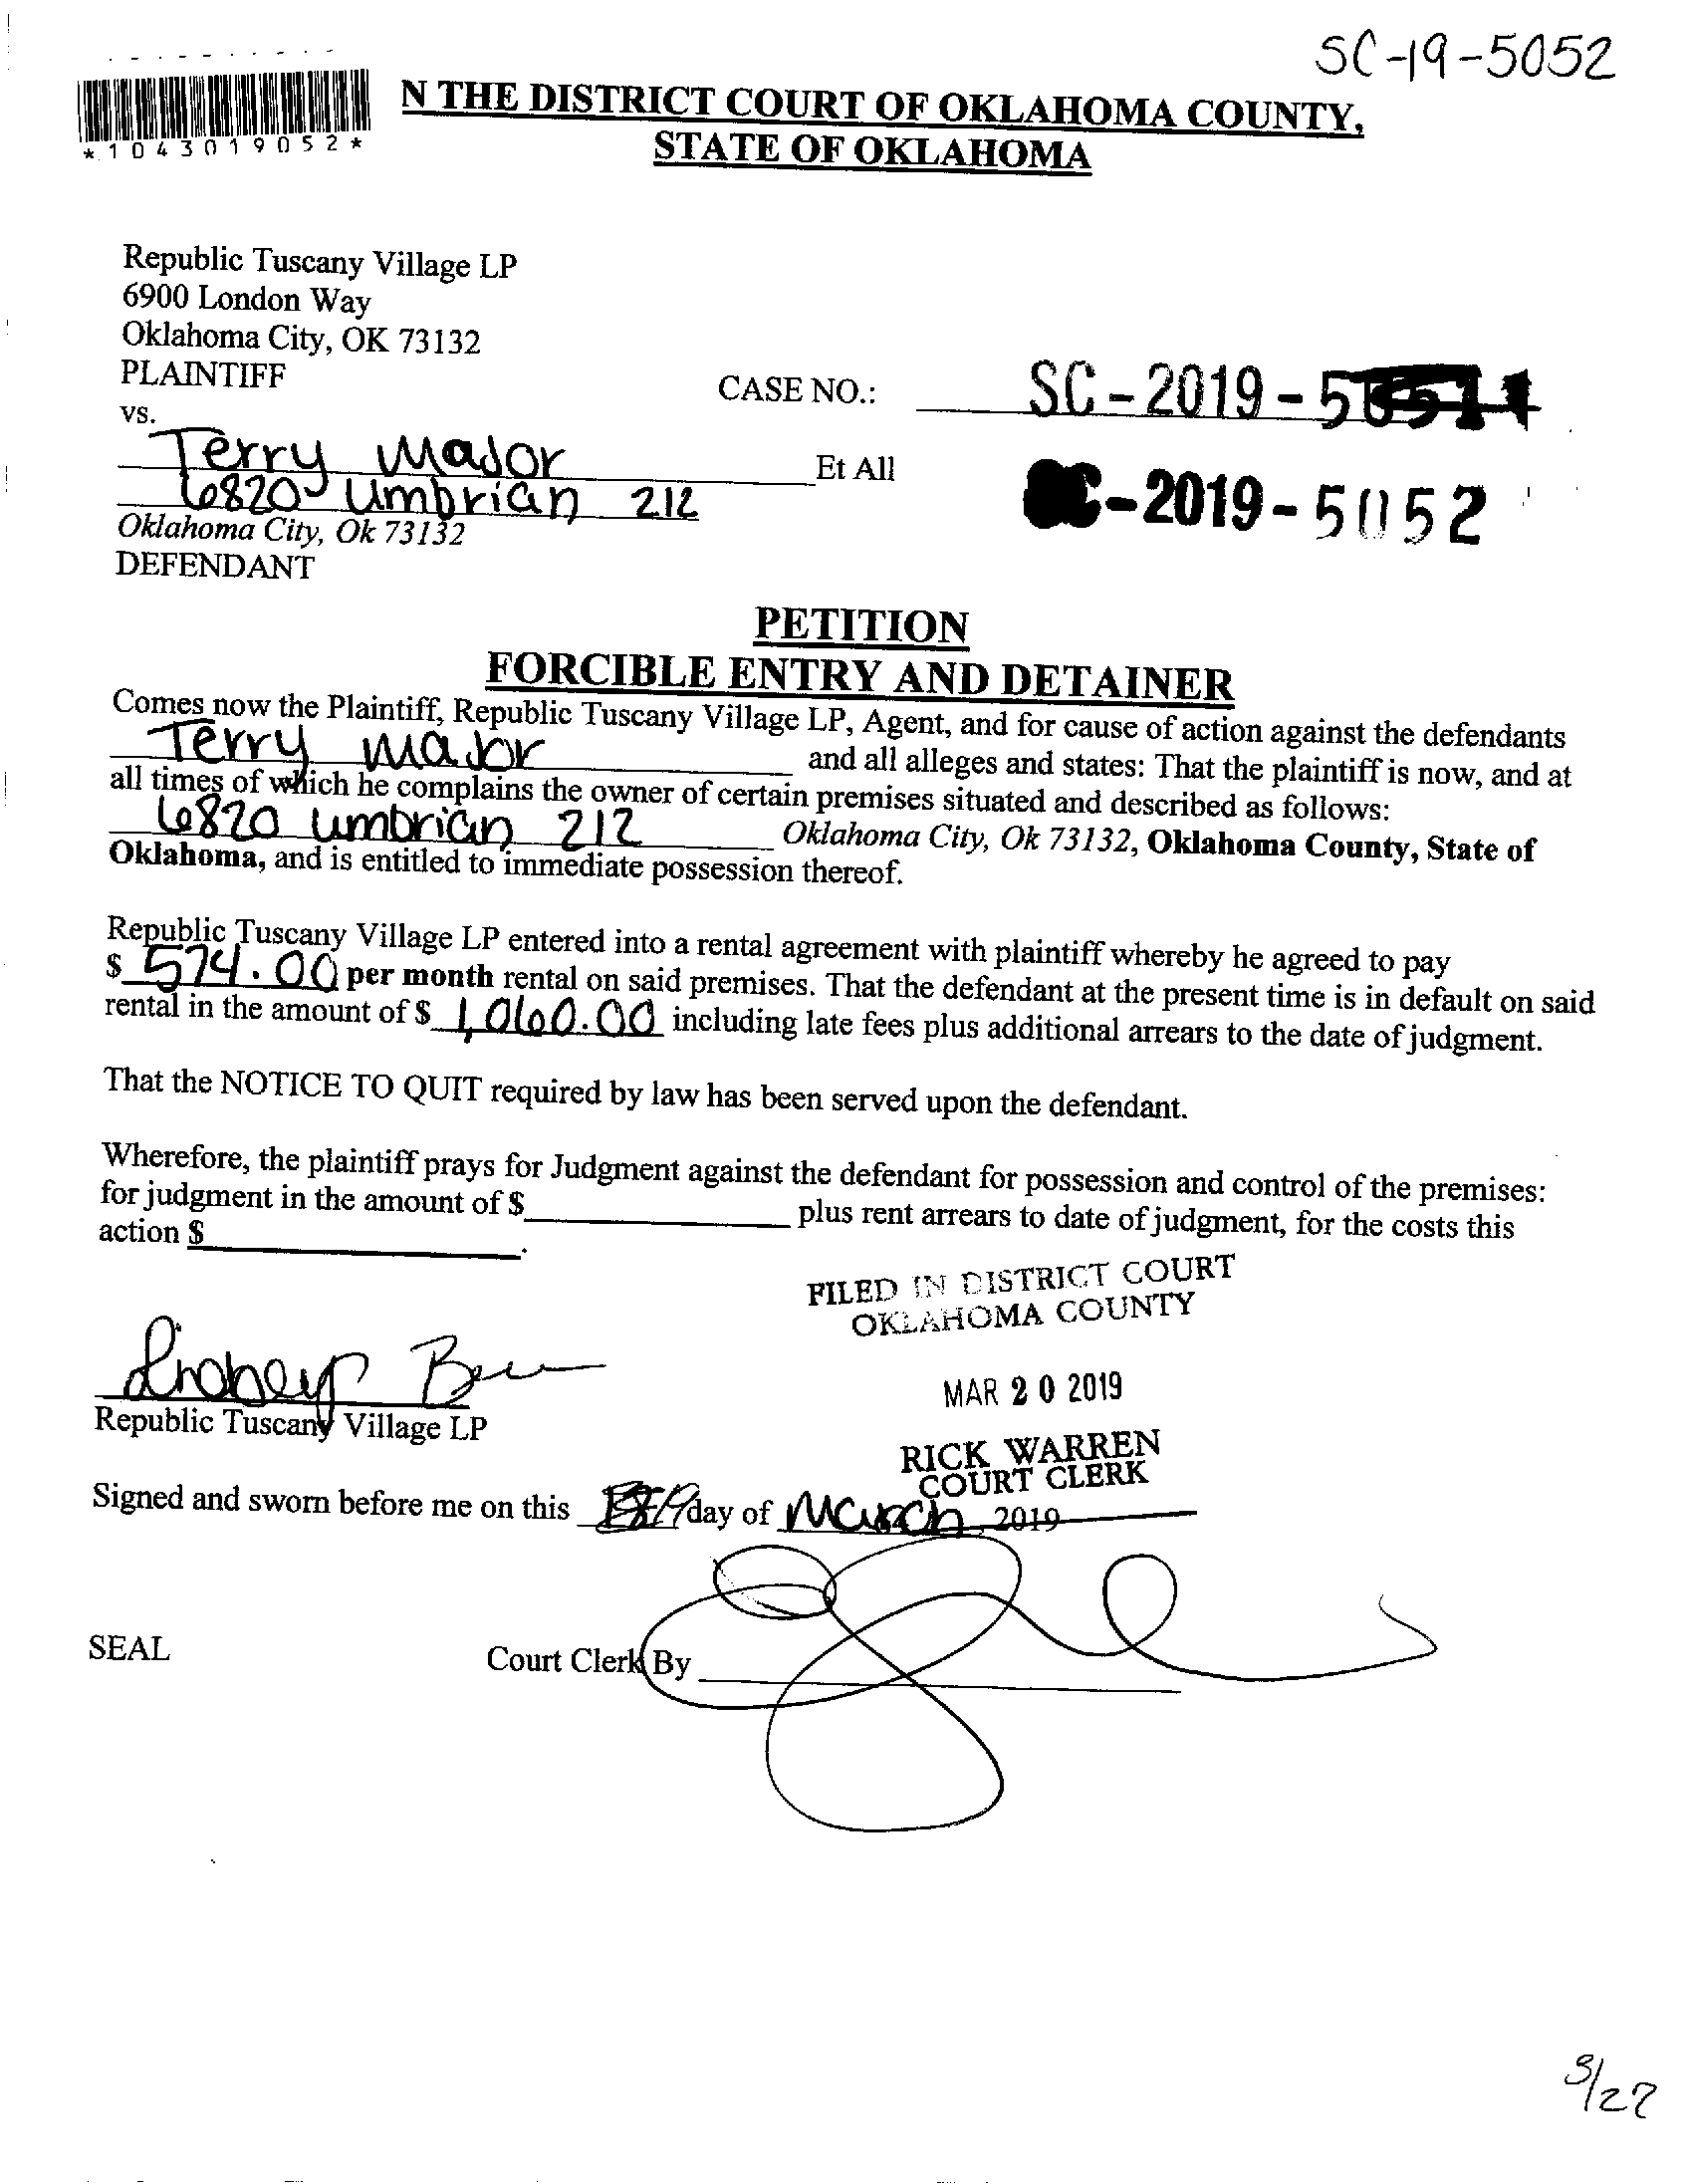 SC-19-5052
*1043019052*
N THE DISTRICT COURT OF OKLAHOMA COUNTY,
STATE OF OKLAHOMA
Republic Tuscany Village LP
6900 London Way
Oklahoma City, OK 73132
PLAINTIFF
CASE NO.: SC-2019-5
vs.
Terry Major Et All
6820 Umbrian 212
C-2019-5052
Oklahoma City, Ok 73132
DEFENDANT
PETITION
FORCIBLE ENTRY AND DETAINER
Comes now the Plaintiff, Republic Tuscany Village LP, Agent, and for cause of action against the defendants
Terry Major and all alleges and states: That the plaintiff is now, and at
all times of which he complains the owner of certain premises situated and described as follows:
6820 Umbrian 212 Oklahoma City, Ok 73132, Oklahoma County, State of
Oklahoma, and is entitled to immediate possession thereof.
Republic Tuscany Village LP entered into a rental agreement with plaintiff whereby he agreed to pay
$ 574.00 per month rental on said premises. That the defendant at the present time is in default on said
rental in the amount of $ 1,060.00 including late fees plus additional arrears to the date of judgment.
That the NOTICE TO QUIT required by law has been served upon the defendant.
Wherefore, the plaintiff prays for Judgment against the defendant for possession and control of the premises:
for judgment in the amount of $ plus rent arrears to date of judgment, for the costs this
action $ .
FILED IN DISTRICT COURT
OKLAHOMA COUNTY
MAR 20 2019
Republic Tuscany Village LP
RICK WARREN
COURT CLERK
Signed and sworn before me on this day of March, 2019
SEAL
Court Clerk By
3/27